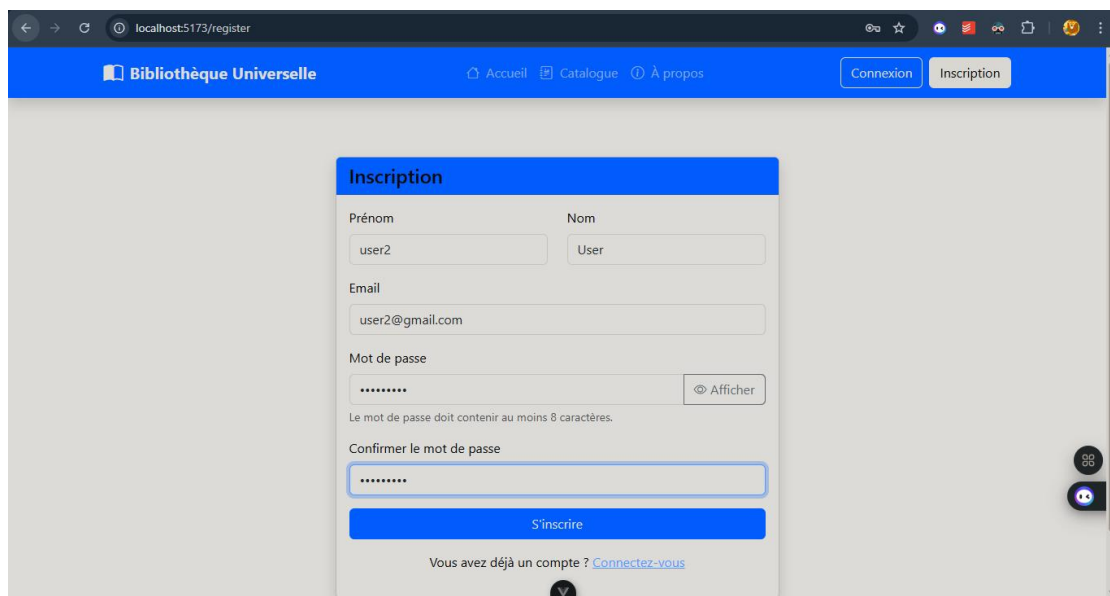 localhost:5173/register
Bibliothèque Universelle Accueil Catalogue À propos Connexion Inscription
Inscription
Prénom Nom
user2 User
Email
user2@gmail.com
Mot de passe
••••••••• Afficher
Le mot de passe doit contenir au moins 8 caractères.
Confirmer le mot de passe
•••••••••
S'inscrire
Vous avez déjà un compte ? Connectez-vous